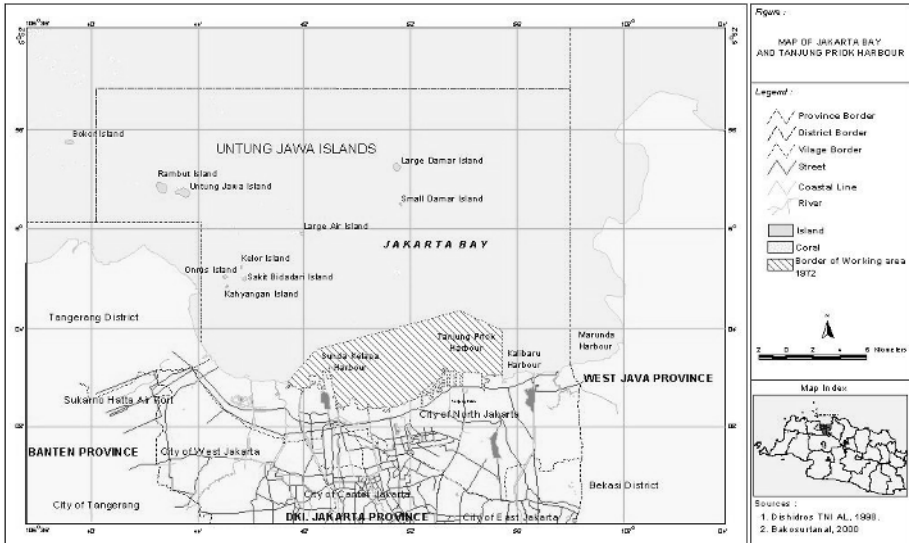 Figure :
MAP OF JAKARTA BAY
AND TANJUNG PRIOK HARBOUR
Legend :
Province Border
District Border
Vilage Border
Street
Coastal Line
River
Island
Coral
Border of Working area
1972
Kilometers
Map Index
Sources :
1. Dishidros TNI AL, 1998.
2. Bakosurtanal, 2000
Bokor Island
UNTUNG JAWA ISLANDS
Large Damar Island
Rambut Island
Untung Jawa Island
Small Damar Island
Large Air Island
JAKARTA BAY
Kelor Island
Onrus Island
Sakit Bidadari Island
Kahyangan Island
Tangerang District
Sunda Kelapa
Harbour
Tanjung Priok
Harbour
Kalibaru
Harbour
Marunda
Harbour
WEST JAVA PROVINCE
Sukarno Hatta Air Port
City of North Jakarta
BANTEN PROVINCE
City of West Jakarta
City of Tangerang
City of Center Jakarta
DKI. JAKARTA PROVINCE
City of East Jakarta
Bekasi District